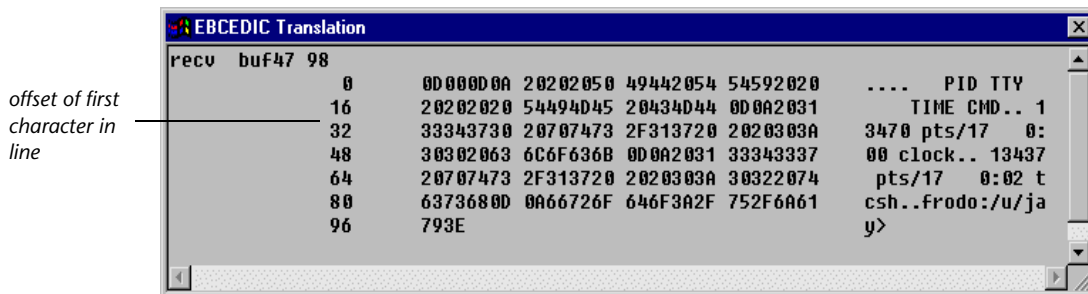 EBCEDIC Translation
recv buf47 98
0 0D000D0A 20202050 49442054 54592020 .... PID TTY
offset of first
character in
line
16 20202020 54494D45 20434D44 0D0A2031 TIME CMD.. 1
32 33343730 20707473 2F313720 2020303A 3470 pts/17 0:
48 30302063 6C6F636B 0D0A2031 33343337 00 clock.. 13437
64 20707473 2F313720 2020303A 30322074 pts/17 0:02 t
80 6373680D 0A66726F 646F3A2F 752F6A61 csh..frodo:/u/ja
96 793E y>